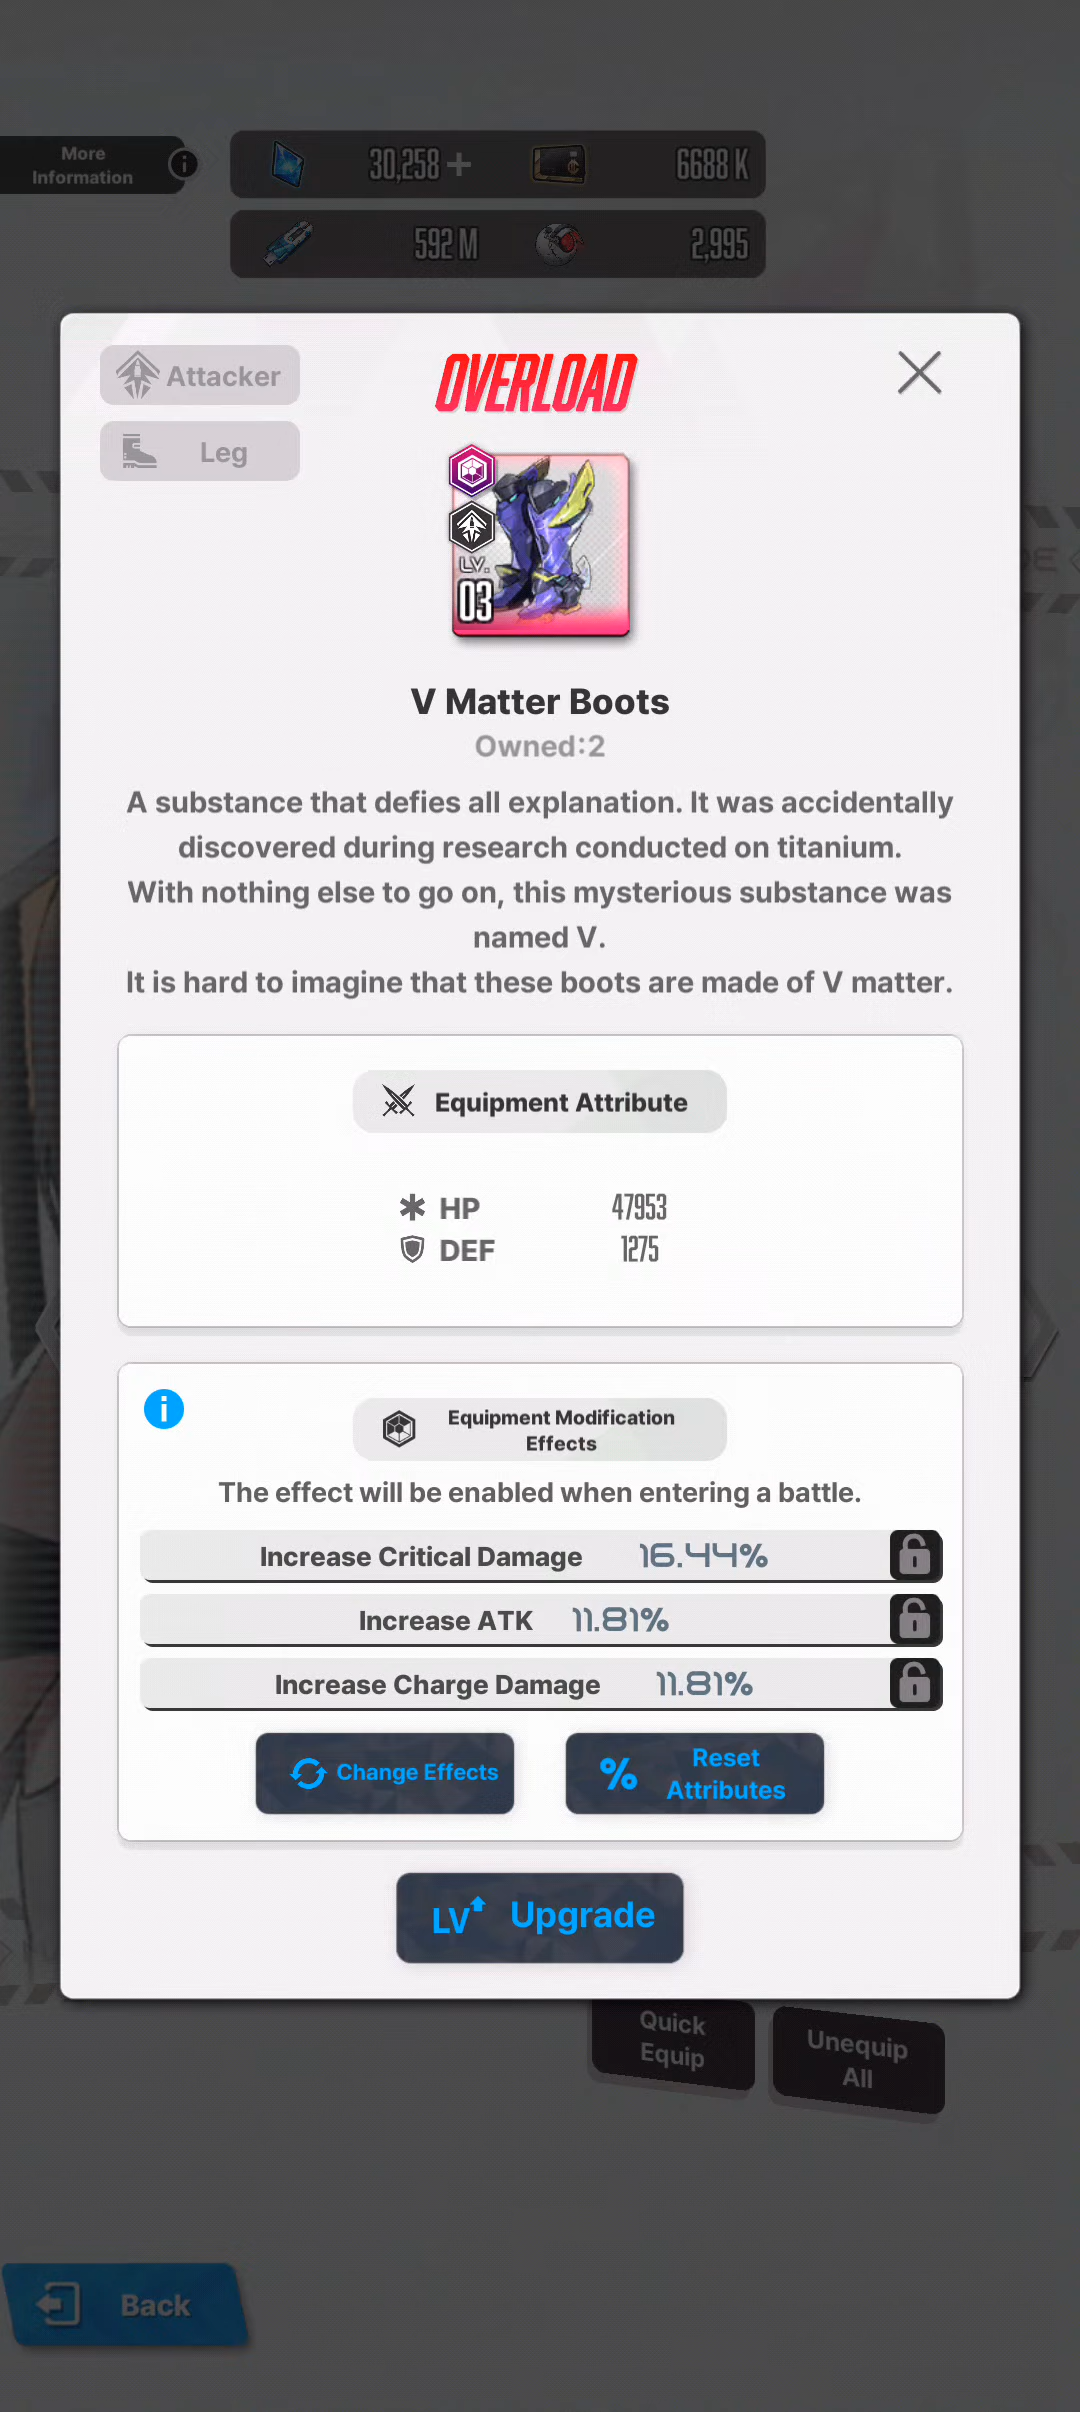 More
Information
30,258
6688 K
592 M
2,995
Attacker
OVERLOAD
Leg
LV.
03
V Matter Boots
Owned:2
A substance that defies all explanation. It was accidentally
discovered during research conducted on titanium.
With nothing else to go on, this mysterious substance was
named V.
It is hard to imagine that these boots are made of V matter.
Equipment Attribute
HP 47953
DEF 1275
Equipment Modification
Effects
The effect will be enabled when entering a battle.
Increase Critical Damage 16.44%
Increase ATK 11.81%
Increase Charge Damage 11.81%
Change Effects
Reset
Attributes
LV Upgrade
Quick
Equip
Unequip
All
Back